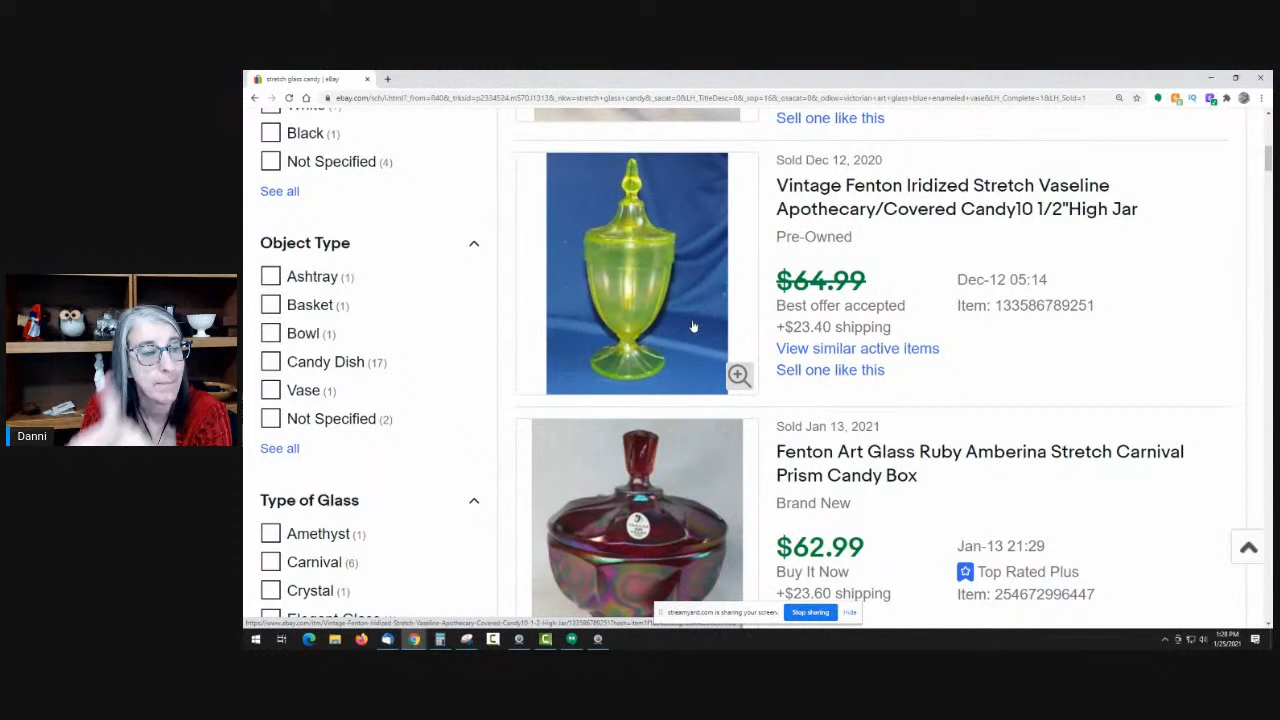 stretch glass candy | eBay
Black (1)
Not Specified (4)
See all
Object Type
Ashtray (1)
Basket (1)
Bowl (1)
Candy Dish (17)
Vase (1)
Not Specified (2)
See all
Type of Glass
Amethyst (1)
Carnival (6)
Crystal (1)
Sell one like this
Sold Dec 12, 2020
Vintage Fenton Iridized Stretch Vaseline
Apothecary/Covered Candy10 1/2"High Jar
Pre-Owned
$64.99
Dec-12 05:14
Best offer accepted
Item: 133586789251
+$23.40 shipping
View similar active items
Sell one like this
Sold Jan 13, 2021
Fenton Art Glass Ruby Amberina Stretch Carnival
Prism Candy Box
Brand New
$62.99
Jan-13 21:29
Buy It Now
Top Rated Plus
+$23.60 shipping
Item: 254672996447
streamyard.com is sharing your screen.
Stop sharing
Hide
Danni
1:28 PM
1/25/2021